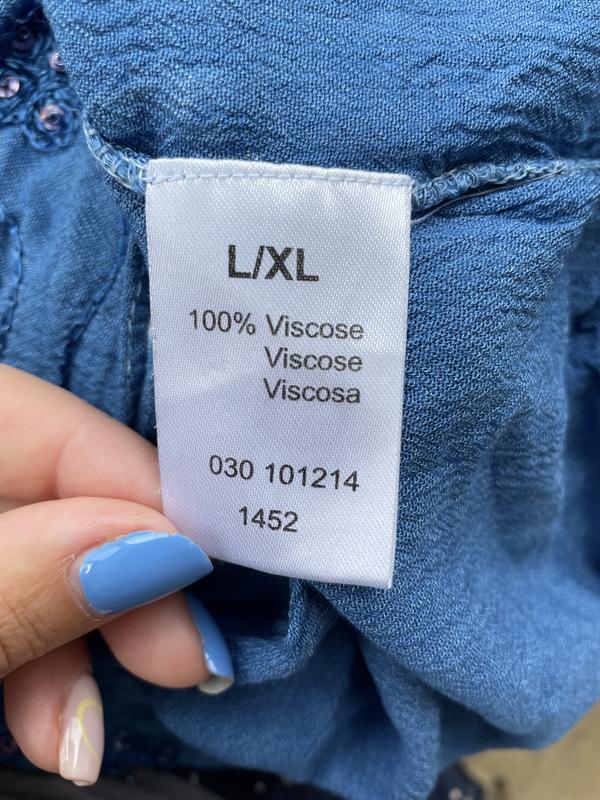 L/XL
100% Viscose
Viscose
Viscosa
030 101214
1452